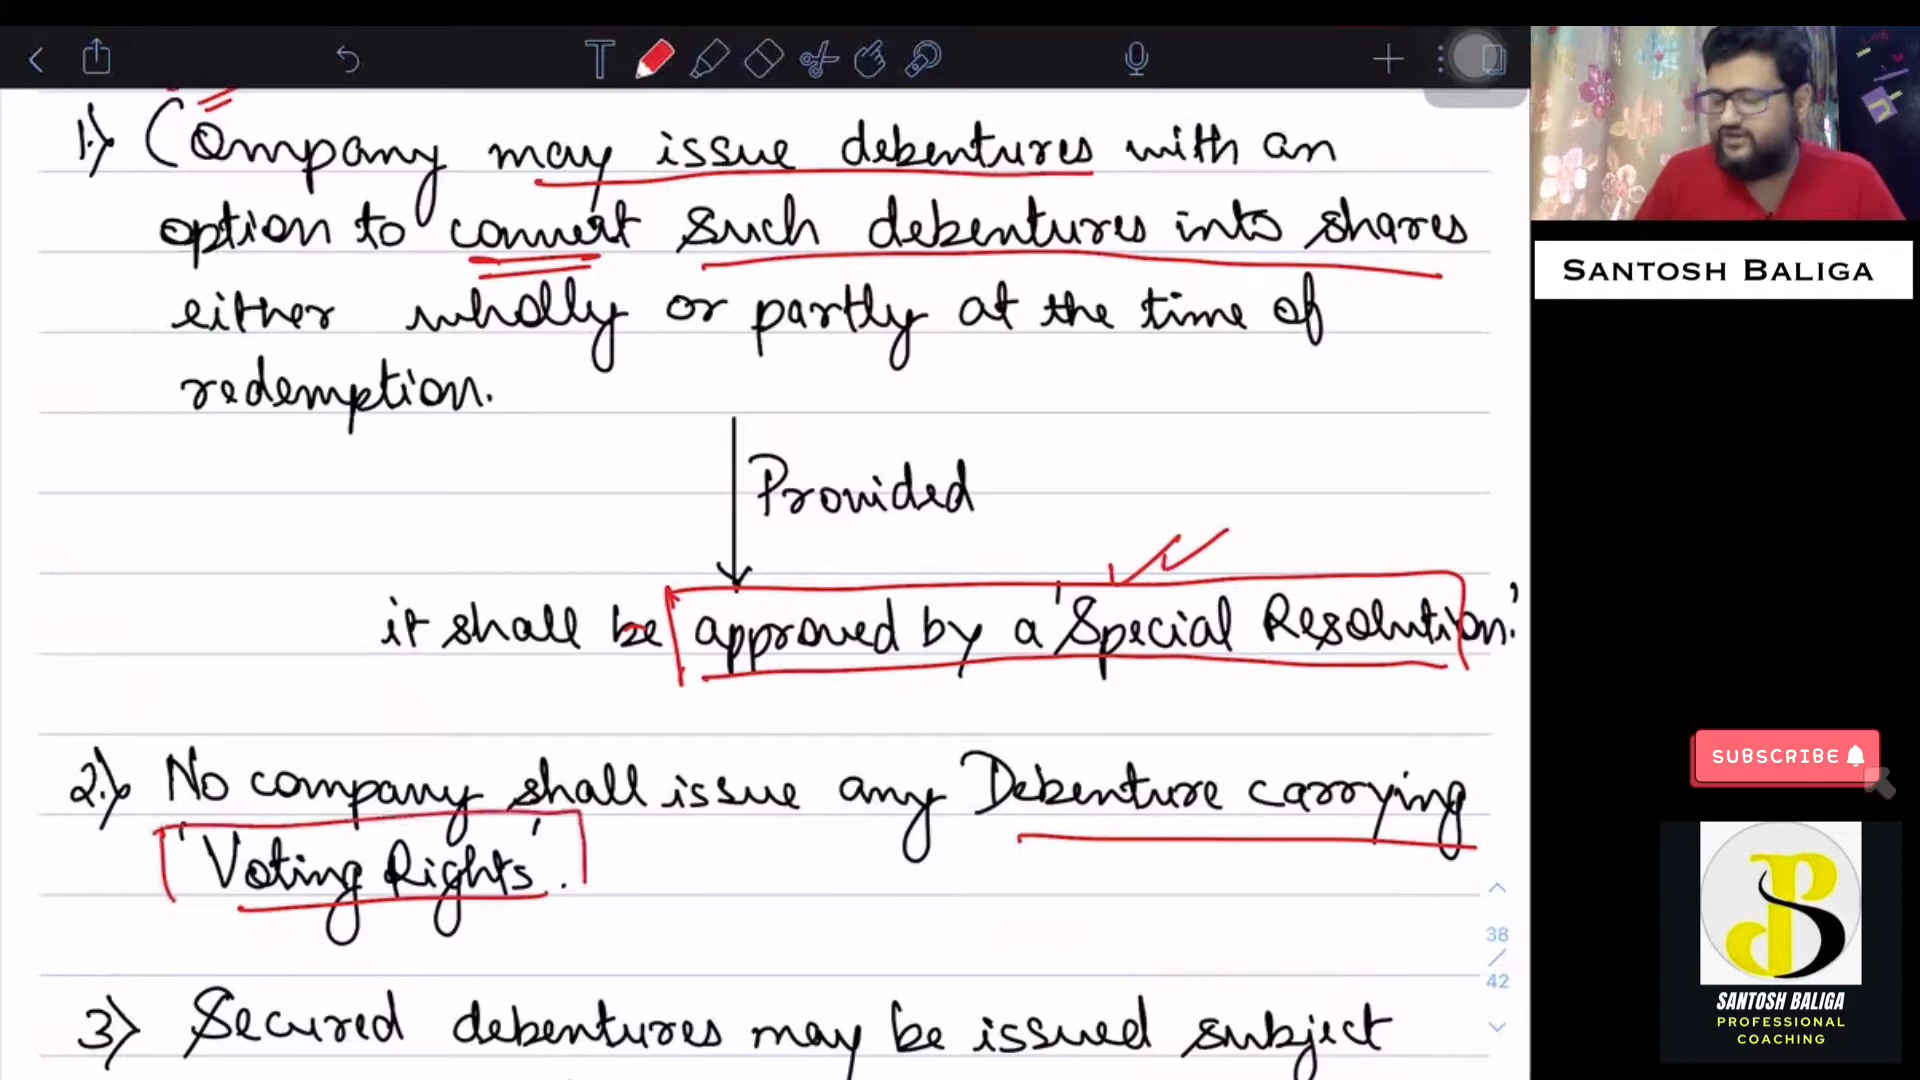 1.) Company may issue debentures with an
option to convert such debentures into shares
either wholly or partly at the time of
redemption.
Provided
it shall be approved by a 'Special Resolution.'
2.) No company shall issue any Debenture carrying
'Voting Rights'.
3) Secured debentures may be issued subject
38
/
42
SANTOSH BALIGA
SUBSCRIBE
SANTOSH BALIGA
PROFESSIONAL
COACHING